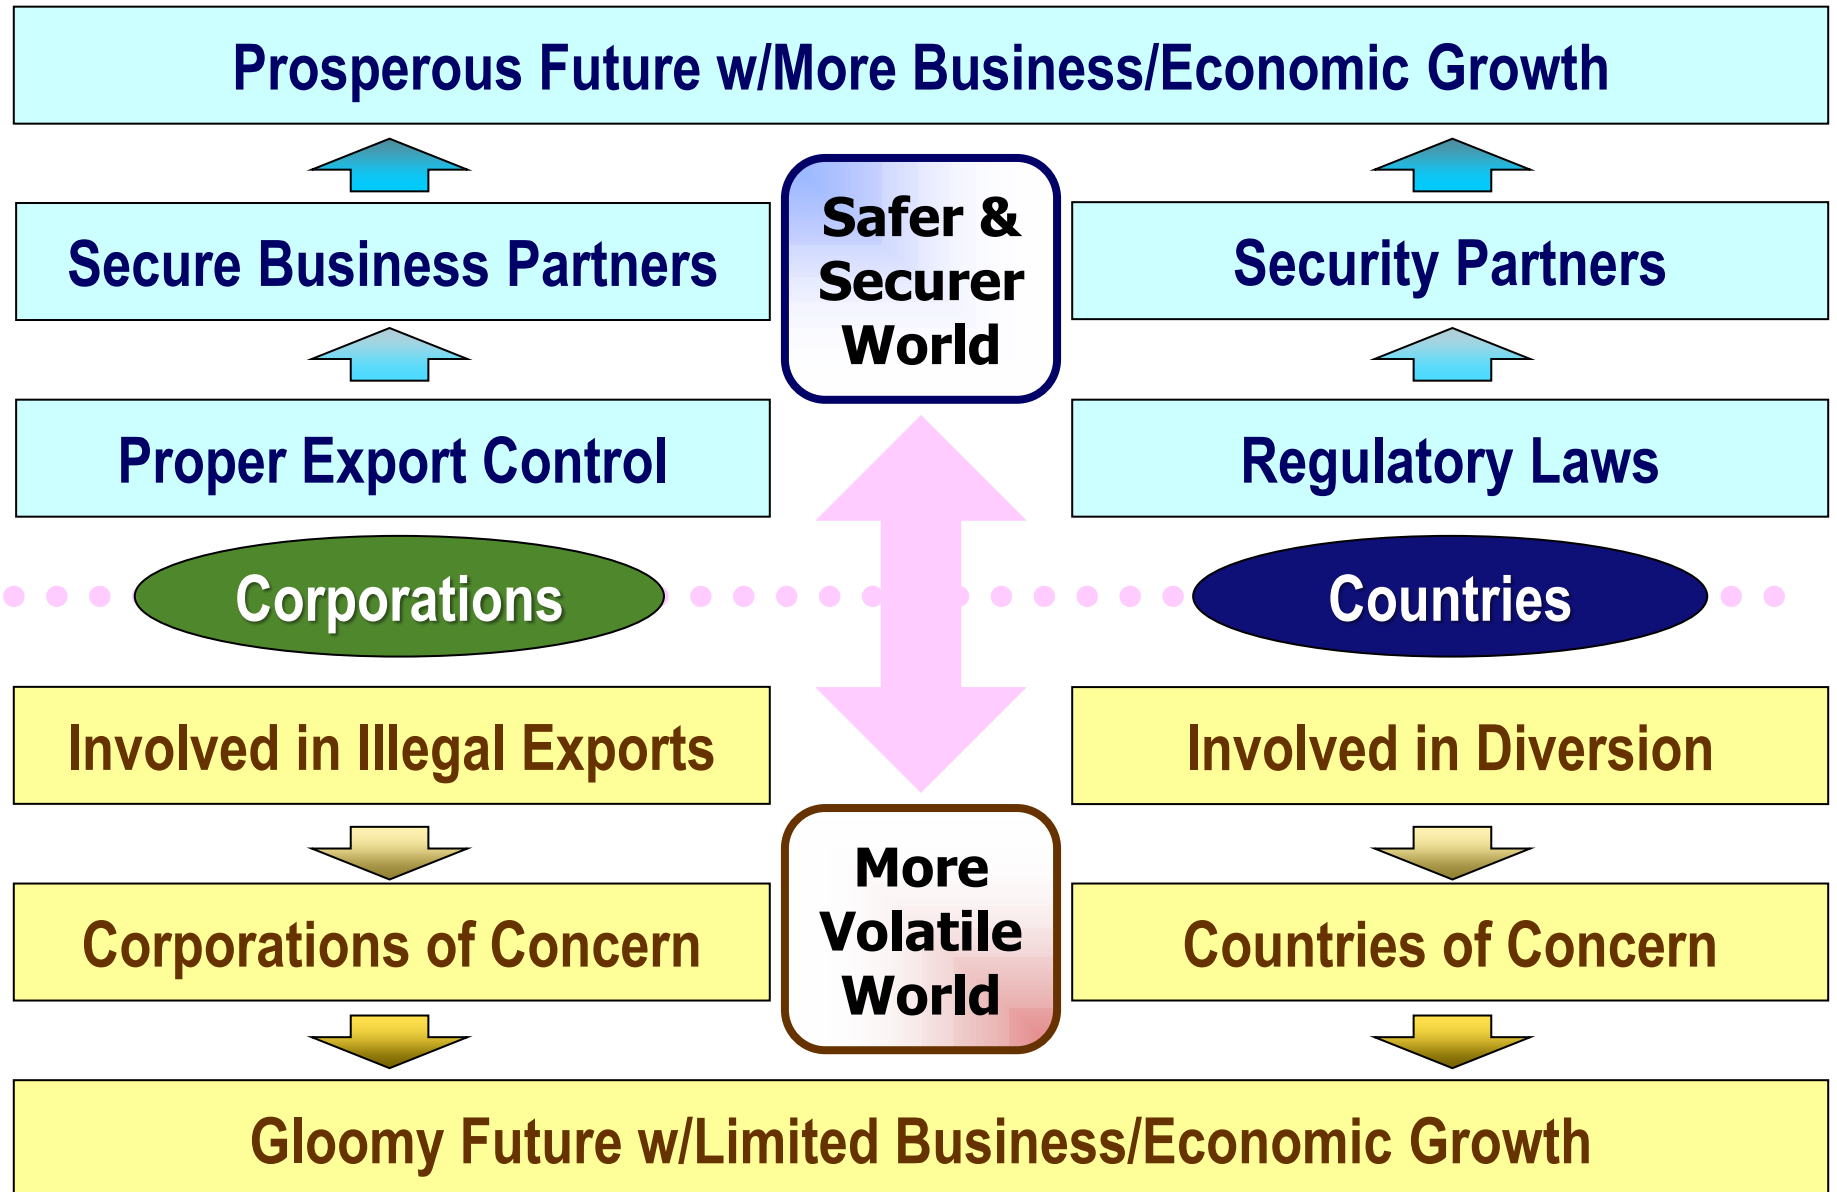 Prosperous Future w/More Business/Economic Growth
Secure Business Partners
Safer &
Securer
World
Security Partners
Proper Export Control
Regulatory Laws
Corporations
Countries
Involved in Illegal Exports
Involved in Diversion
Corporations of Concern
More
Volatile
World
Countries of Concern
Gloomy Future w/Limited Business/Economic Growth